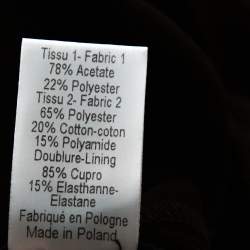 Tissu 1- Fabric 1
78% Acetate
22% Polyester
Tissu 2- Fabric 2
65% Polyester
20% Cotton-coton
15% Polyamide
Doublure-Lining
85% Cupro
15% Elasthanne-
Elastane
Fabriqué en Pologne
Made in Poland